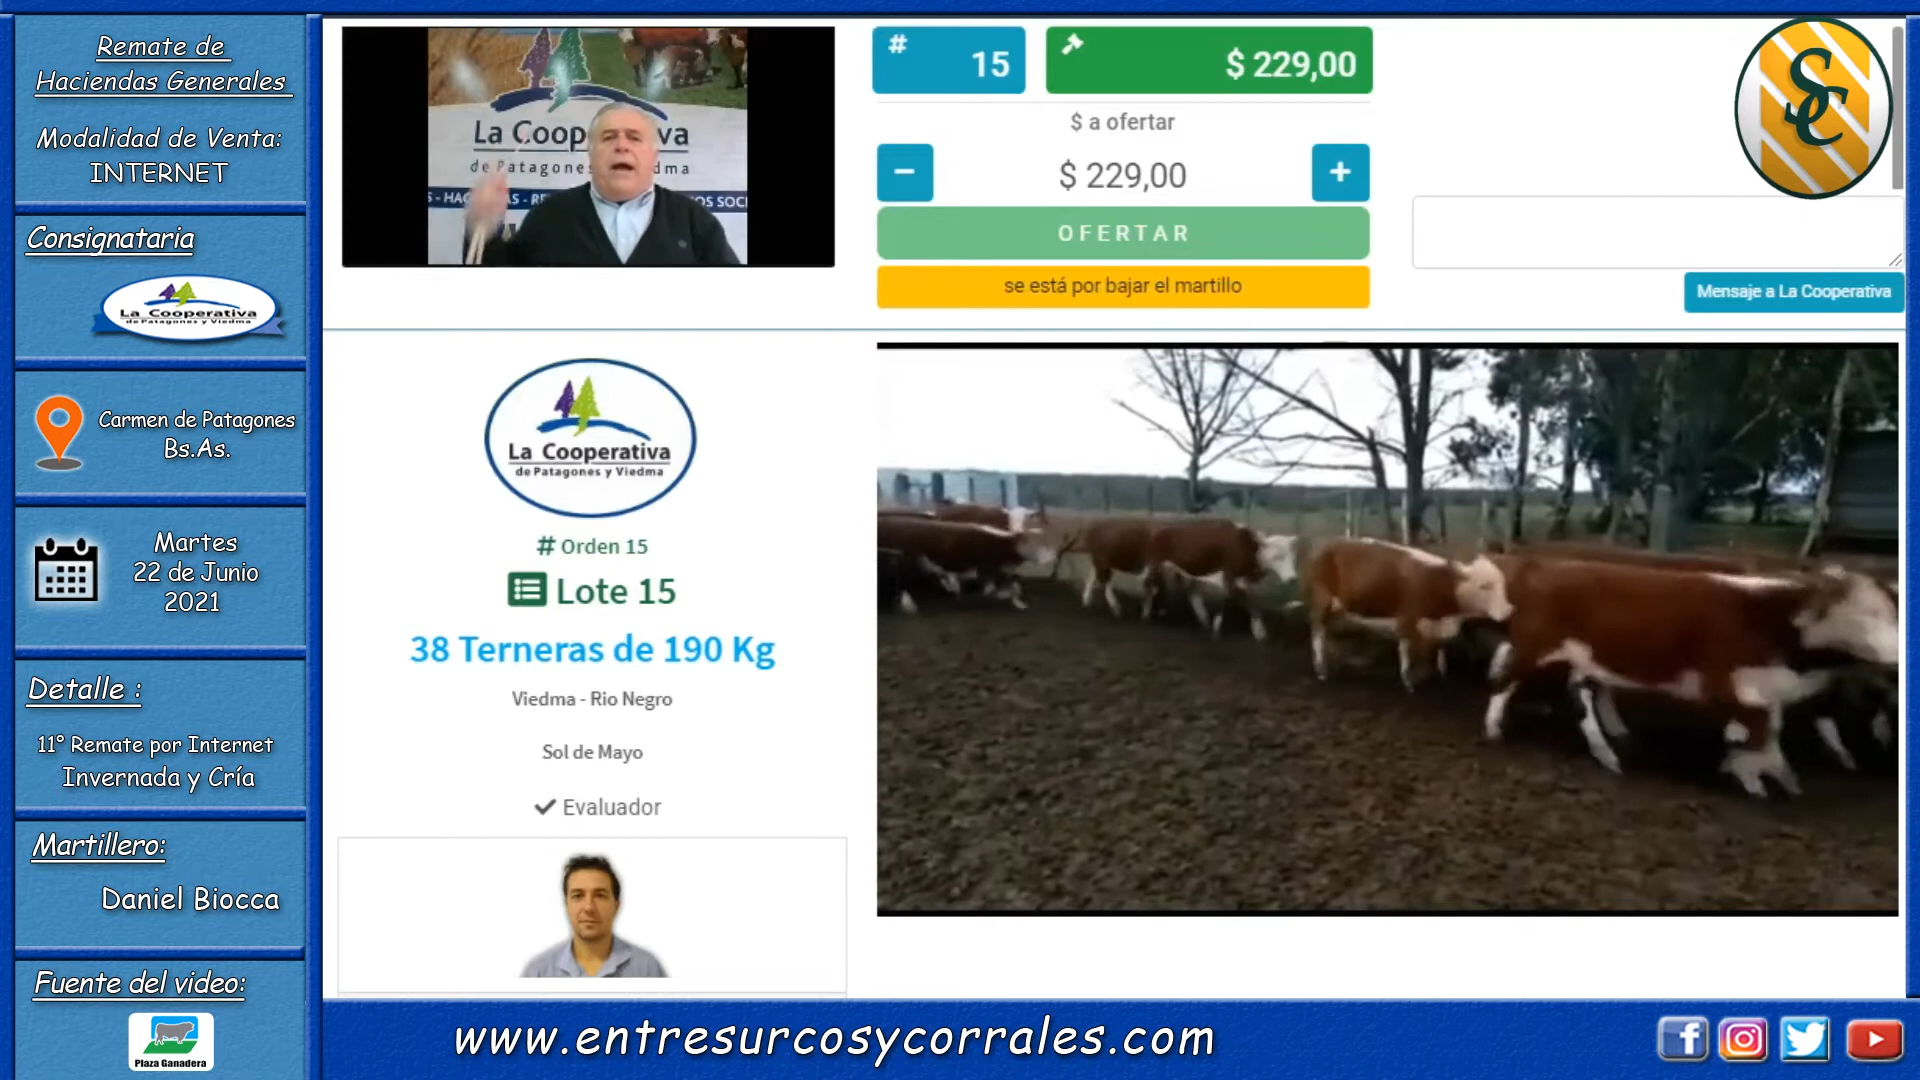 Remate de
Haciendas Generales
Modalidad de Venta:
INTERNET
Consignataria
La Cooperativa
de Patagones y Viedma
Carmen de Patagones
Bs.As.
Martes
22 de Junio
2021
Detalle :
11° Remate por Internet
Invernada y Cría
Martillero:
Daniel Biocca
Fuente del video:
Plaza Ganadera
# 15
$ 229,00
$ a ofertar
− $ 229,00 +
OFERTAR
se está por bajar el martillo
Mensaje a La Cooperativa
SC
La Cooperativa
de Patagones y Viedma
# Orden 15
Lote 15
38 Terneras de 190 Kg
Viedma - Rio Negro
Sol de Mayo
Evaluador
www.entresurcosycorrales.com